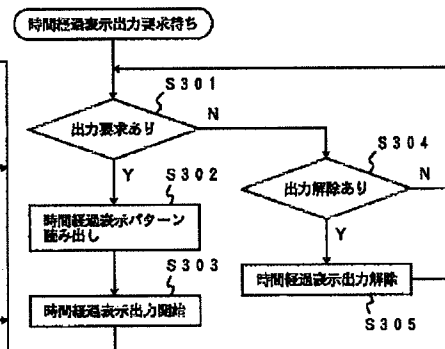 時間経過表示出力要求待ち
S301
出力要求あり
N
Y
S302
S304
出力解除あり
N
Y
時間経過表示パターン
読み出し
S303
時間経過表示出力開始
時間経過表示出力解除
S305